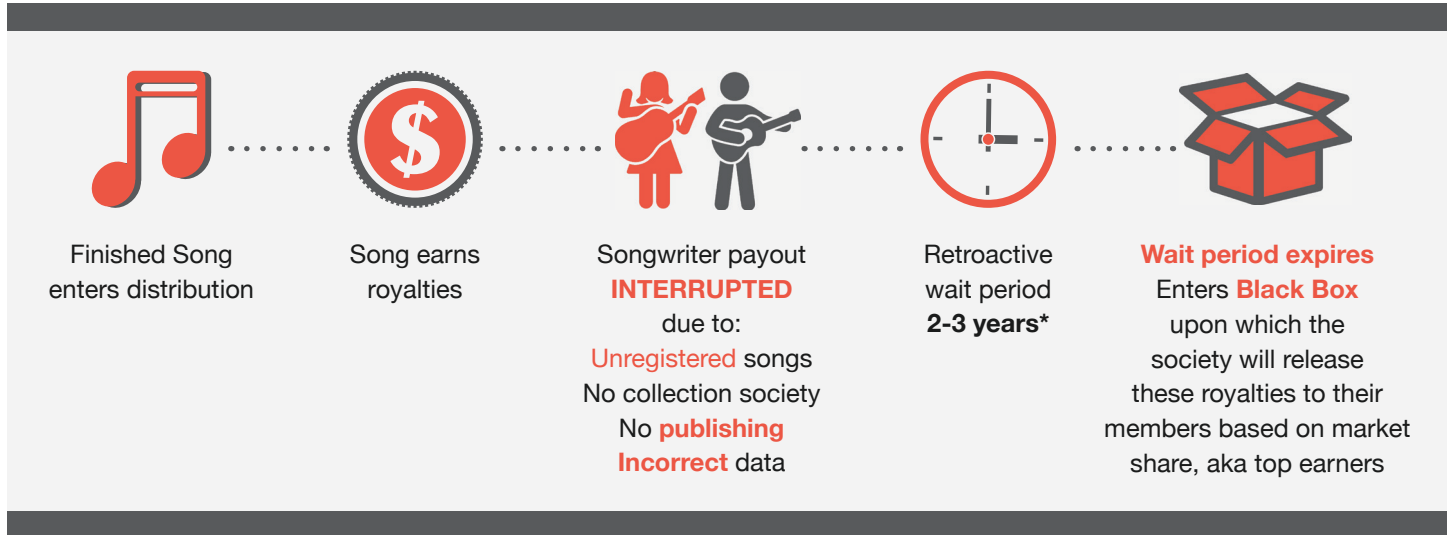 $
Finished Song
enters distribution
Song earns
royalties
Songwriter payout
INTERRUPTED
due to:
Unregistered songs
No collection society
No publishing
Incorrect data
Retroactive
wait period
2-3 years*
Wait period expires
Enters Black Box
upon which the
society will release
these royalties to their
members based on market
share, aka top earners